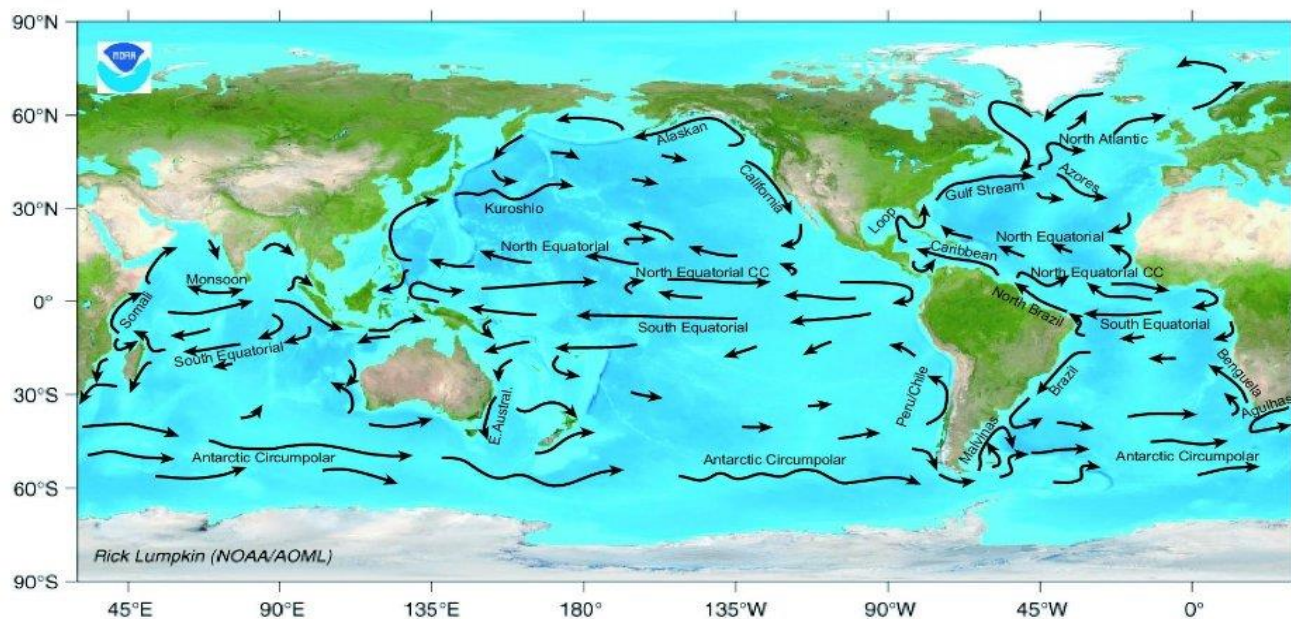 90°N
60°N
30°N
0°
30°S
60°S
90°S
NOAA
Alaskan
North Atlantic
California
Azores
Gulf Stream
Kuroshio
Loop
North Equatorial
Caribbean
North Equatorial
Monsoon
North Equatorial CC
North Equatorial CC
Somali
North Brazil
South Equatorial
South Equatorial
South Equatorial
Brazil
Benguela
Peru/Chile
E.Austral.
Agulhas
Malvinas
Antarctic Circumpolar
Antarctic Circumpolar
Antarctic Circumpolar
Rick Lumpkin (NOAA/AOML)
45°E
90°E
135°E
180°
135°W
90°W
45°W
0°